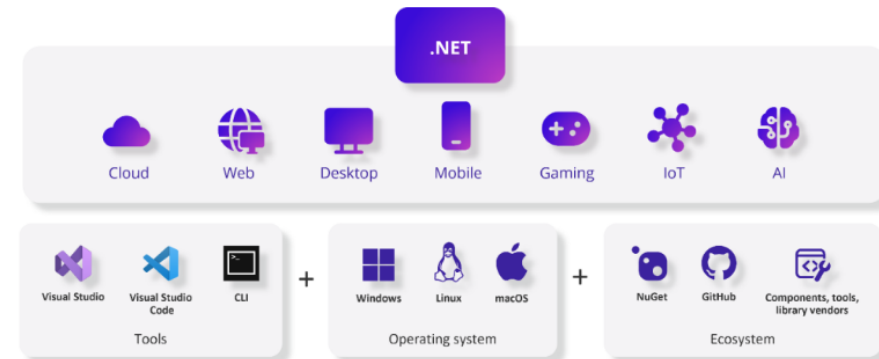 .NET
Cloud Web Desktop Mobile Gaming IoT AI
Visual Studio Visual Studio Code CLI + Windows Linux macOS + NuGet GitHub Components, tools, library vendors
Tools Operating system Ecosystem